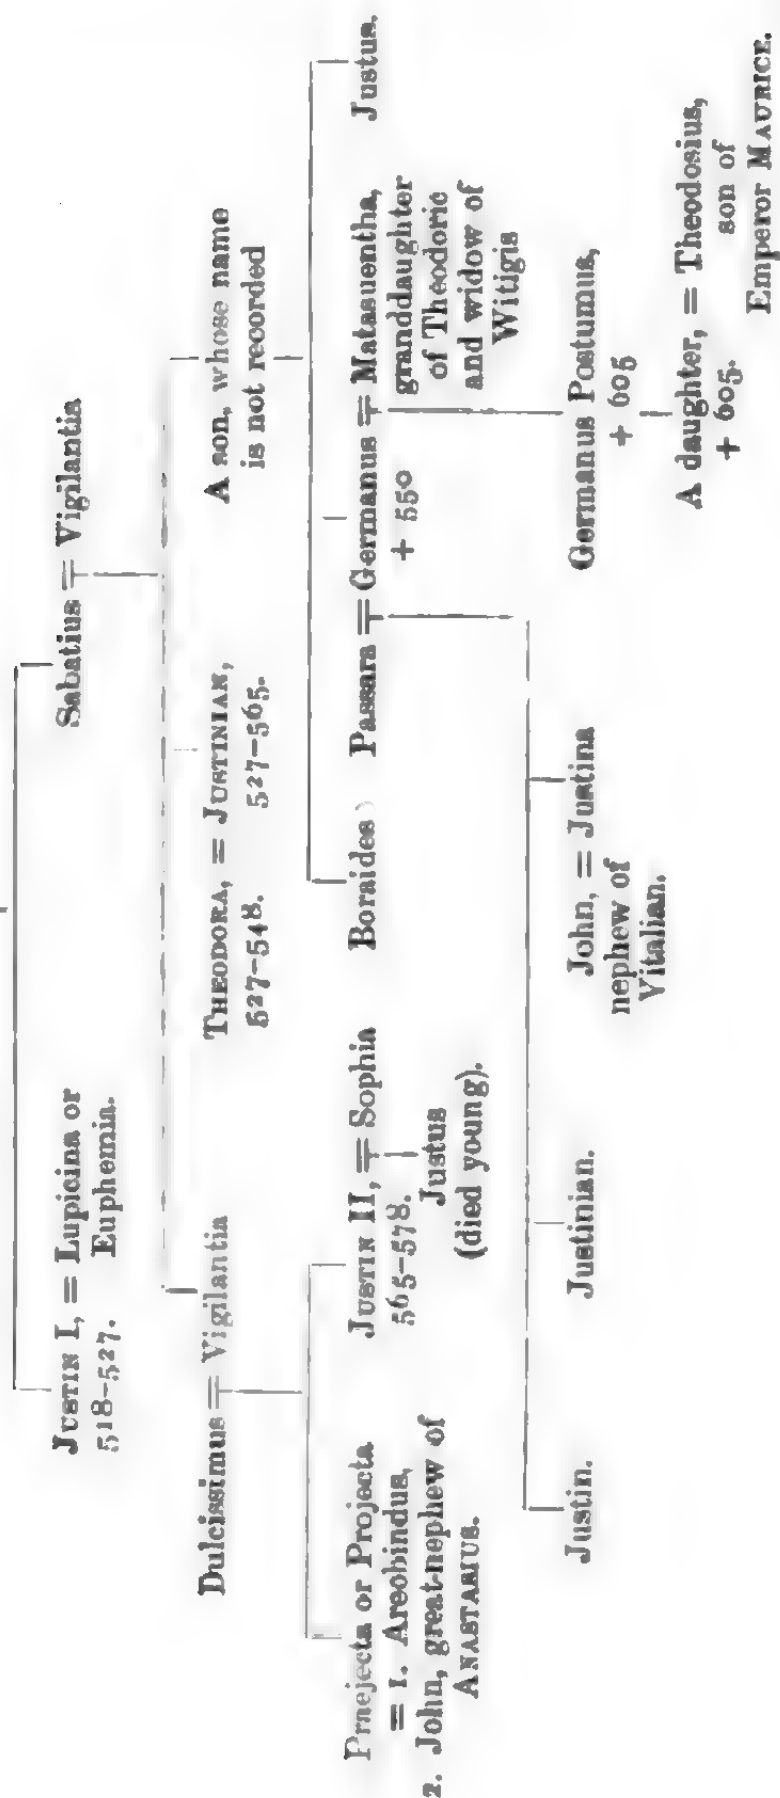 JUSTIN I, = Lupicina or
518-527. Euphemia.
Sabatius = Vigilantia
Dulcissimus = Vigilantia
THEODORA, = JUSTINIAN,
527-548. 527-565.
A son, whose name
is not recorded
Praejecta or Projecta
= 1. Areobindus,
2. John, great-nephew of
ANASTASIUS.
JUSTIN II, = Sophia
565-578.
Justus
(died young).
Boraides
Passara = Germanus = Matasuentha,
+ 550
granddaughter
of Theodoric
and widow of
Witigis
Justus.
Justin.
Justinian.
John, = Justina
nephew of
Vitalian.
Germanus Postumus,
+ 605
A daughter, = Theodosius,
+ 605. son of
Emperor MAURICE.